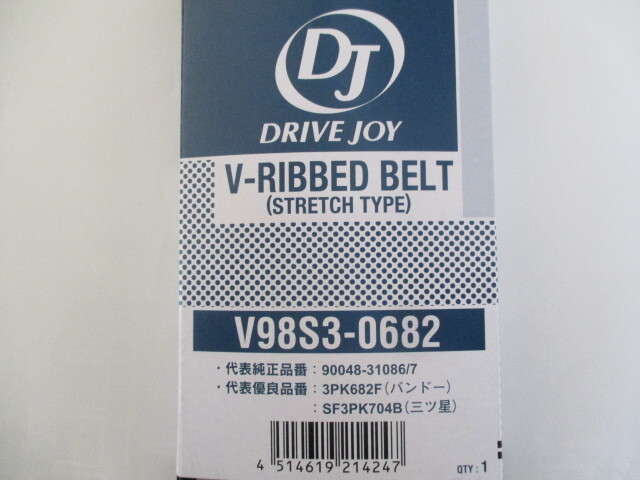 DJ
DRIVE JOY
V-RIBBED BELT
(STRETCH TYPE)
V98S3-0682
・代表純正品番：90048-31086/7
・代表優良品番：3PK682F(バンドー)
：SF3PK704B(三ツ星)
4 514619 214247
QTY : 1